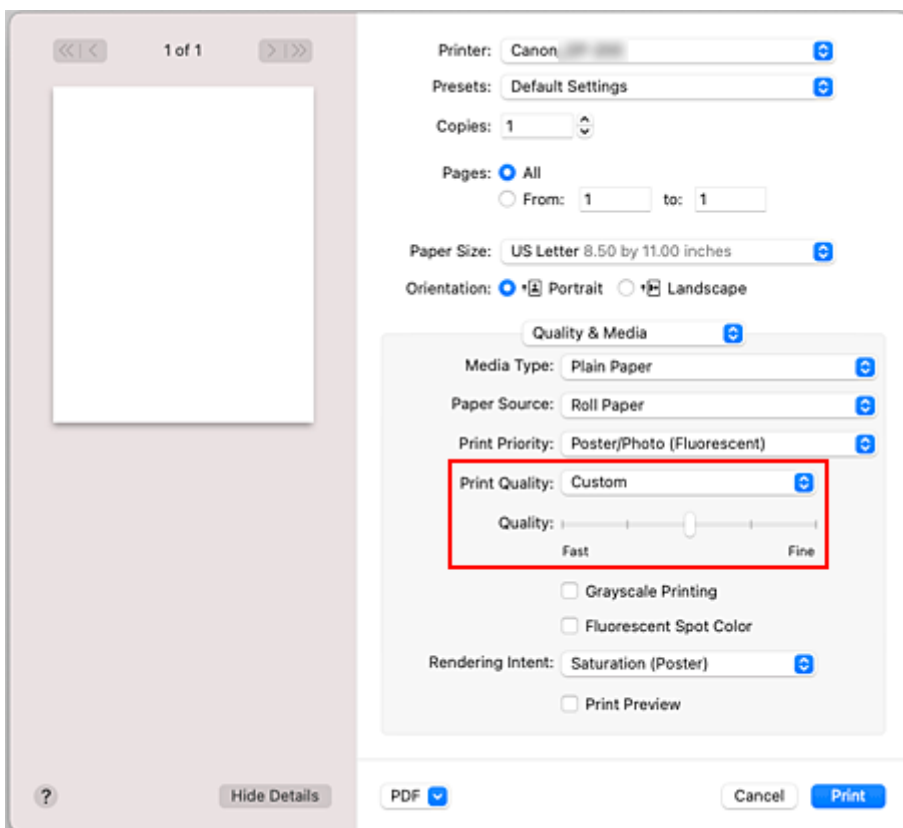 1 of 1
Printer: Canon
Presets: Default Settings
Copies: 1
Pages: All
From: 1 to: 1
Paper Size: US Letter 8.50 by 11.00 inches
Orientation: Portrait Landscape
Quality & Media
Media Type: Plain Paper
Paper Source: Roll Paper
Print Priority: Poster/Photo (Fluorescent)
Print Quality: Custom
Quality:
Fast Fine
Grayscale Printing
Fluorescent Spot Color
Rendering Intent: Saturation (Poster)
Print Preview
? Hide Details PDF Cancel Print